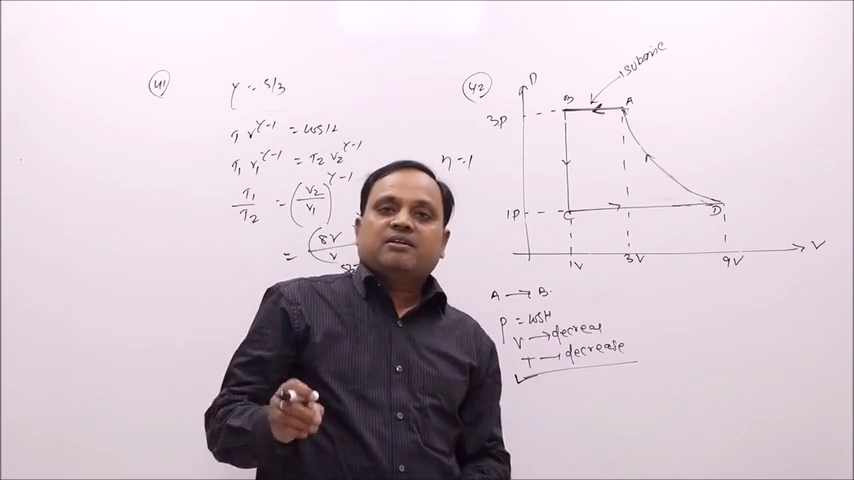 41
γ = 5/3
T V^γ-1 = const
T1 V1^γ-1 = T2 V2^γ-1
T1/T2 = (V2/V1)^γ-1
= (8V/V
n = 1
42
P
isobaric
B A
3P
1P
C D
1V 3V 9V V
A → B
P = const
V → decrease
T → decrease